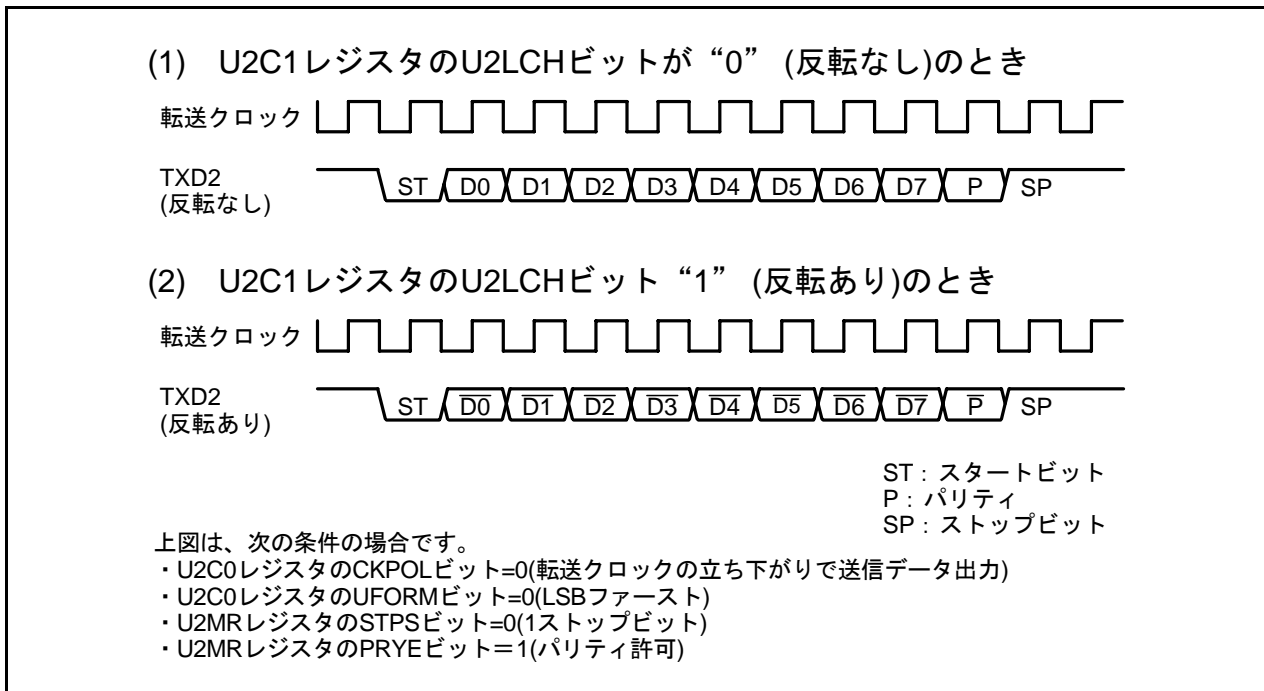 (1) U2C1レジスタのU2LCHビットが“0” (反転なし)のとき
転送クロック
TXD2
(反転なし)
ST D0 D1 D2 D3 D4 D5 D6 D7 P SP
(2) U2C1レジスタのU2LCHビット“1” (反転あり)のとき
転送クロック
TXD2
(反転あり)
ST D̅0̅ D̅1̅ D̅2̅ D̅3̅ D̅4̅ D̅5̅ D̅6̅ D̅7̅ P̅ SP
ST : スタートビット
P : パリティ
SP : ストップビット
上図は、次の条件の場合です。
・U2C0レジスタのCKPOLビット=0(転送クロックの立ち下がりで送信データ出力)
・U2C0レジスタのUFORMビット=0(LSBファースト)
・U2MRレジスタのSTPSビット=0(1ストップビット)
・U2MRレジスタのPRYEビット＝1(パリティ許可)